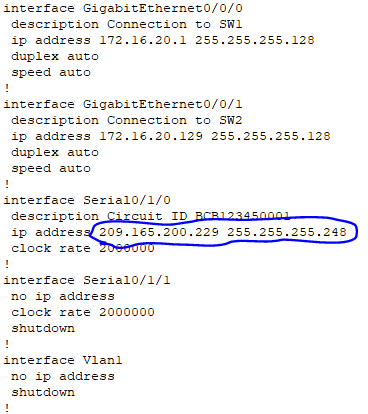 interface GigabitEthernet0/0/0
description Connection to SW1
ip address 172.16.20.1 255.255.255.128
duplex auto
speed auto
!
interface GigabitEthernet0/0/1
description Connection to SW2
ip address 172.16.20.129 255.255.255.128
duplex auto
speed auto
!
interface Serial0/1/0
description Circuit ID BCB123450001
ip address 209.165.200.229 255.255.255.248
clock rate 2000000
!
interface Serial0/1/1
no ip address
clock rate 2000000
shutdown
!
interface Vlan1
no ip address
shutdown
!